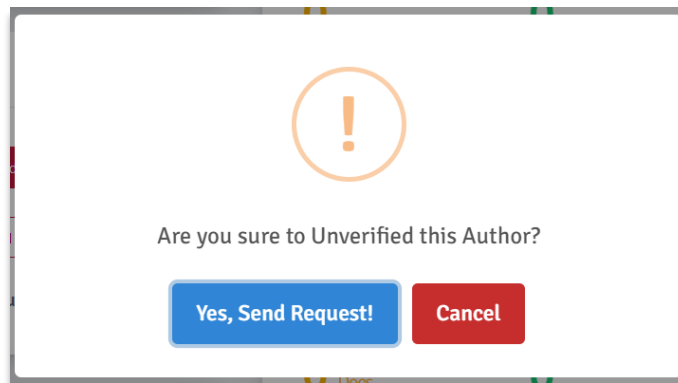 Are you sure to Unverified this Author?
Yes, Send Request!
Cancel